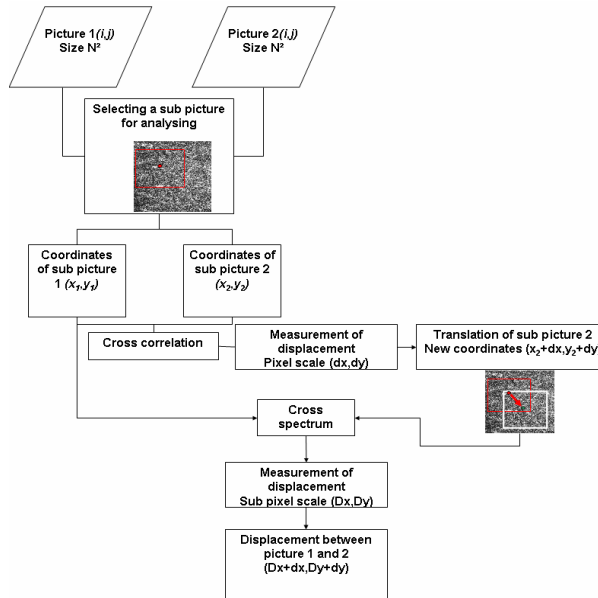 Picture 1(i,j)
Size N²
Picture 2(i,j)
Size N²
Selecting a sub picture
for analysing
Coordinates
of sub picture
1 (x₁,y₁)
Coordinates of
sub picture 2
(x₂,y₂)
Cross correlation
Measurement of
displacement
Pixel scale (dx,dy)
Translation of sub picture 2
New coordinates (x₂+dx,y₂+dy
Cross
spectrum
Measurement of
displacement
Sub pixel scale (Dx,Dy)
Displacement between
picture 1 and 2
(Dx+dx,Dy+dy)